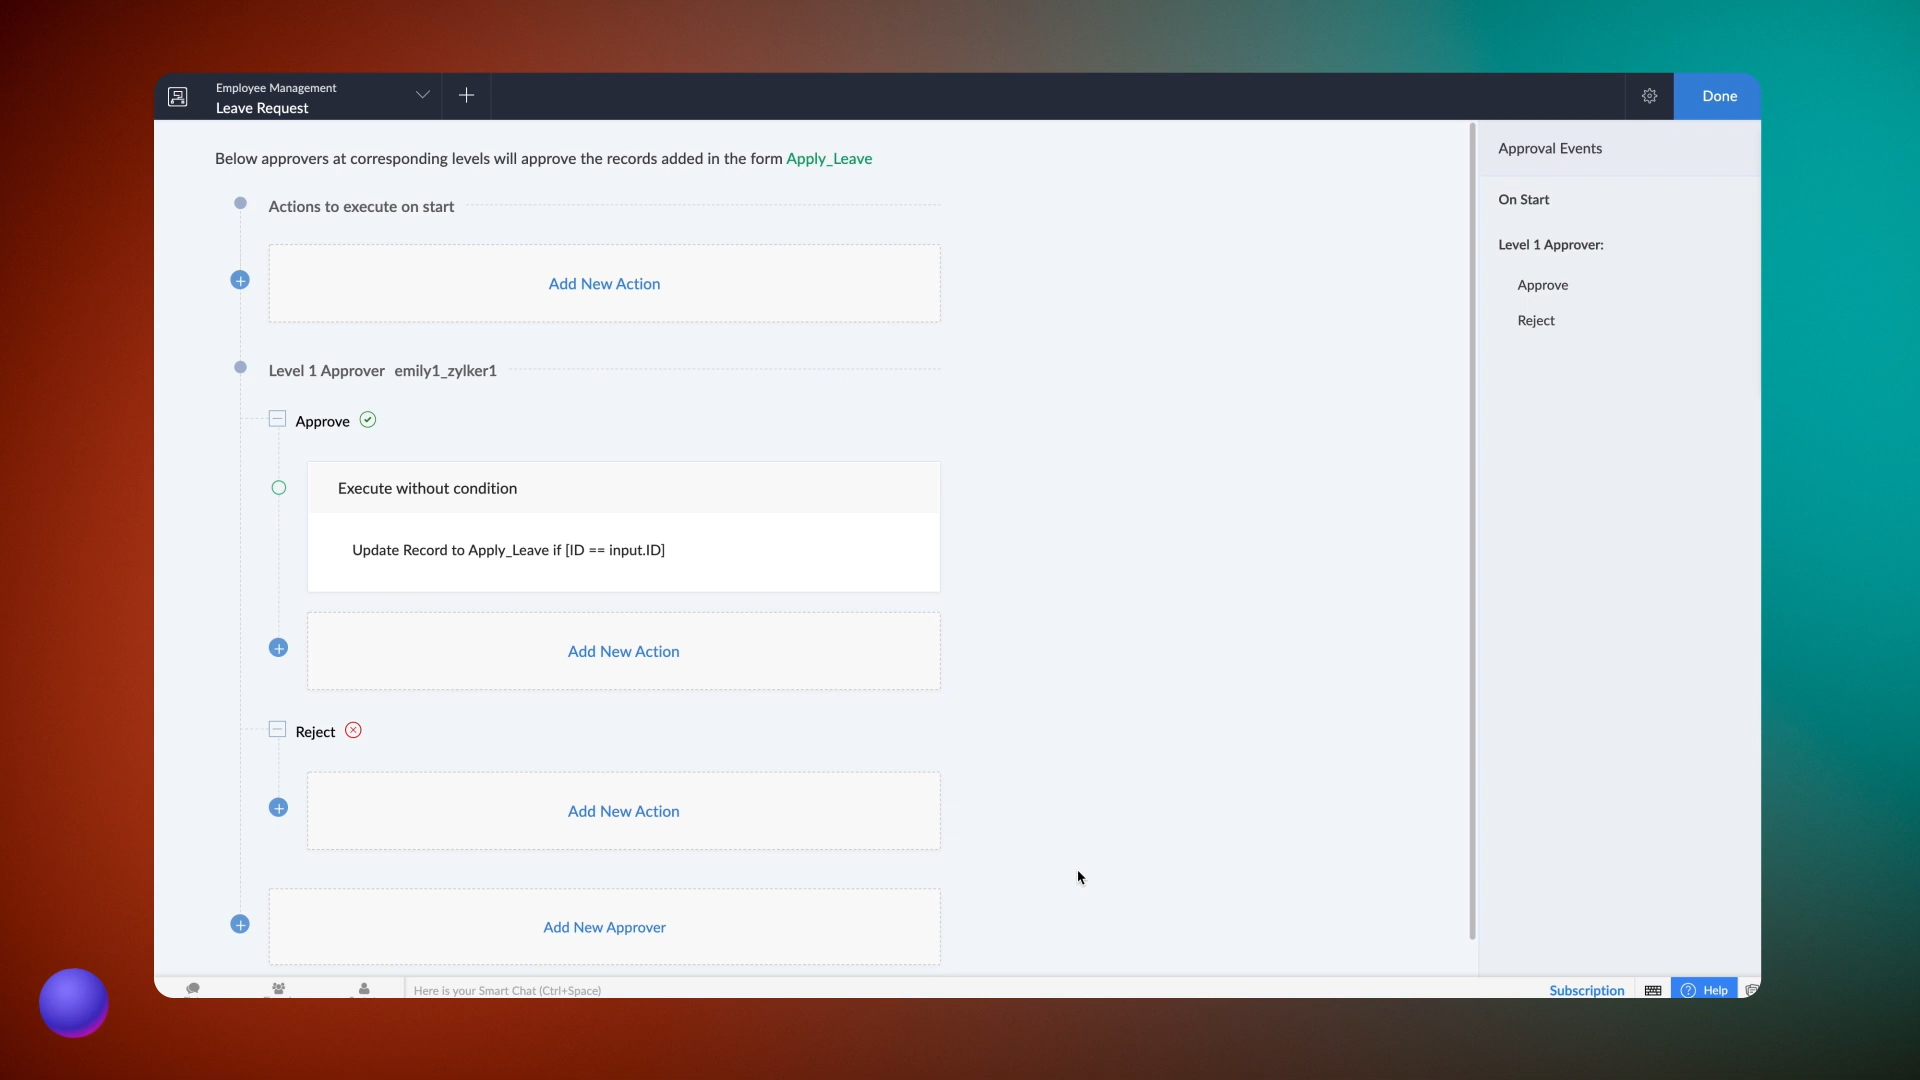 Employee Management
Leave Request
Done
Below approvers at corresponding levels will approve the records added in the form Apply_Leave
Approval Events
Actions to execute on start
On Start
Add New Action
Level 1 Approver:
Approve
Reject
Level 1 Approver emily1_zylker1
Approve
Execute without condition
Update Record to Apply_Leave if [ID == input.ID]
Add New Action
Reject
Add New Action
Add New Approver
Here is your Smart Chat (Ctrl+Space)
Subscription
Help